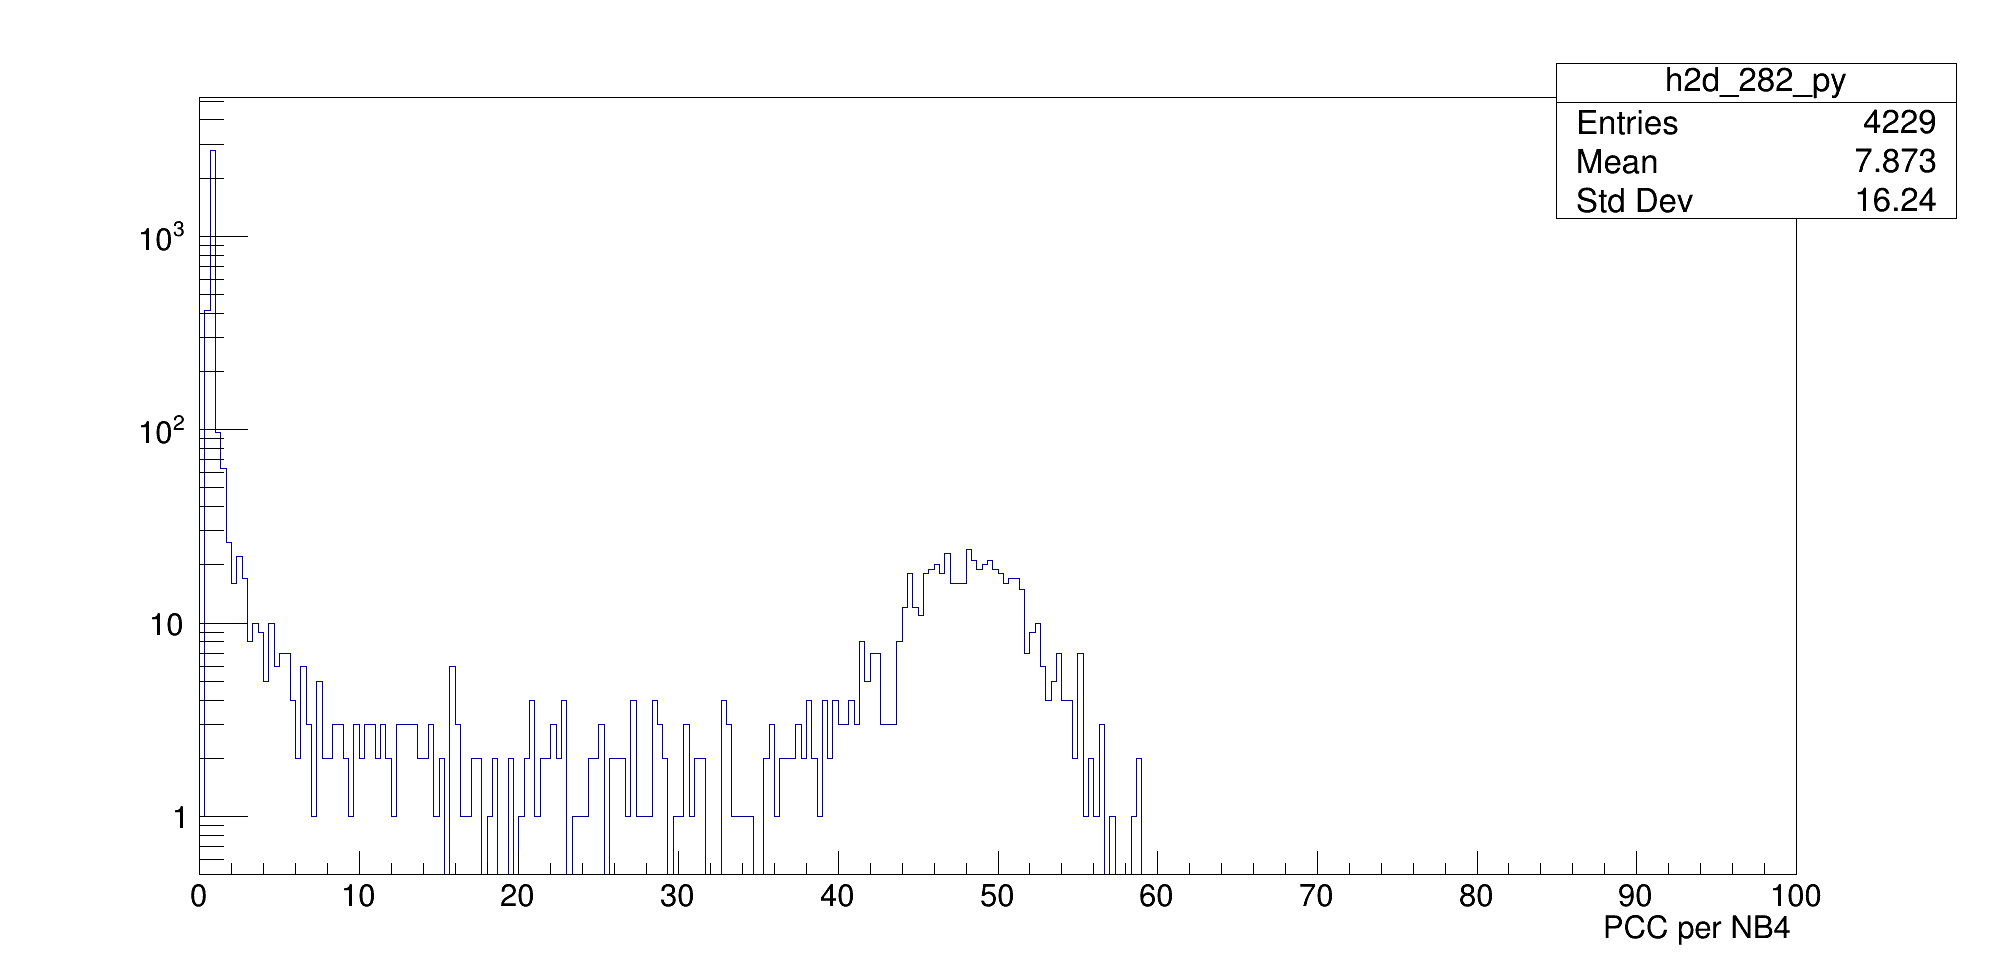 h2d_282_py
Entries 4229
Mean 7.873
Std Dev 16.24
10³
10²
10
1
0 10 20 30 40 50 60 70 80 90 100
PCC per NB4